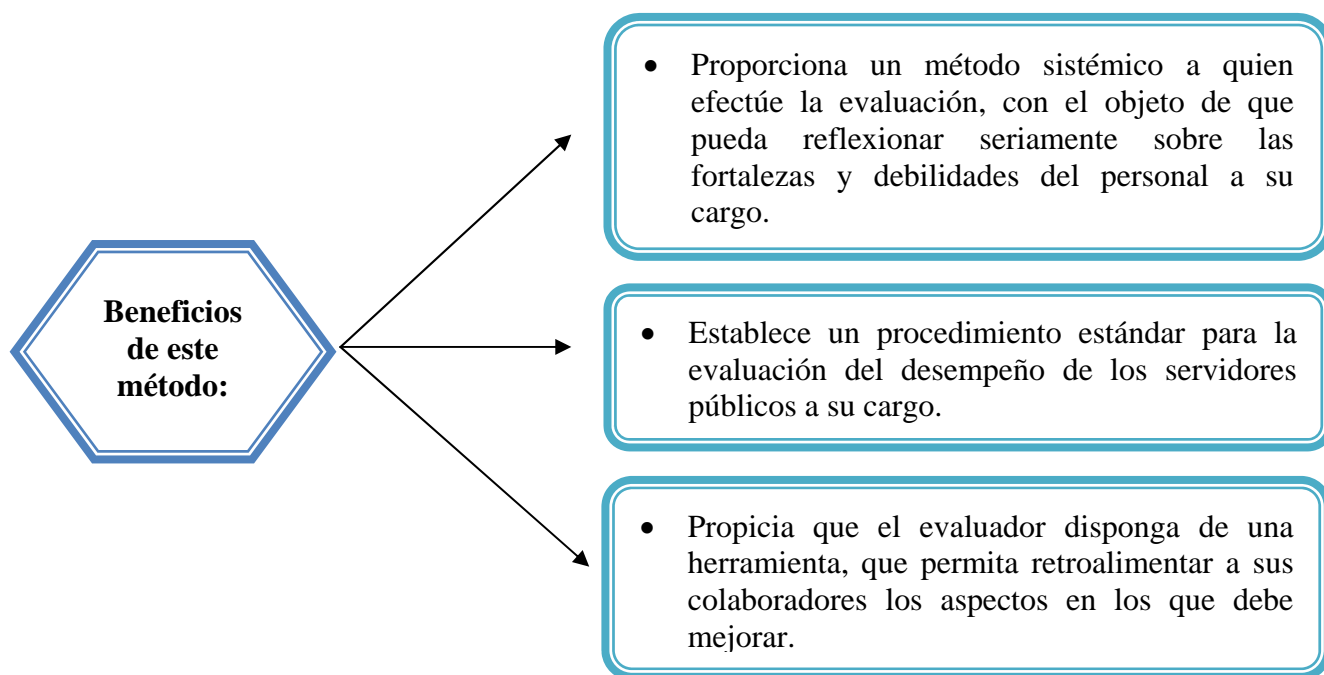 Beneficios
de este
método:
• Proporciona un método sistémico a quien
efectúe la evaluación, con el objeto de que
pueda reflexionar seriamente sobre las
fortalezas y debilidades del personal a su
cargo.
• Establece un procedimiento estándar para la
evaluación del desempeño de los servidores
públicos a su cargo.
• Propicia que el evaluador disponga de una
herramienta, que permita retroalimentar a sus
colaboradores los aspectos en los que debe
mejorar.